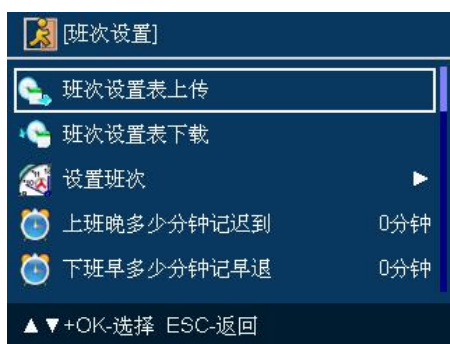 [班次设置]
班次设置表上传
班次设置表下载
设置班次
上班晚多少分钟记迟到 0分钟
下班早多少分钟记早退 0分钟
▲▼+OK-选择 ESC-返回